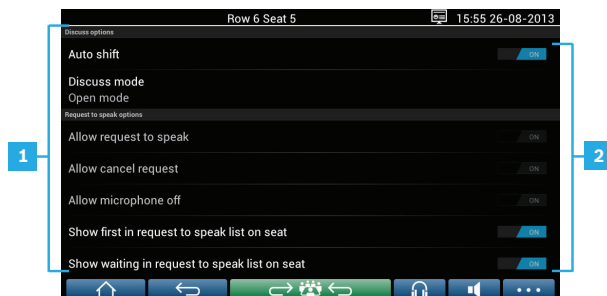 Row 6 Seat 5 15:55 26-08-2013
Discuss options
Auto shift ON
Discuss mode
Open mode
Request to speak options
Allow request to speak ON
1 2
Allow cancel request ON
Allow microphone off ON
Show first in request to speak list on seat ON
Show waiting in request to speak list on seat ON